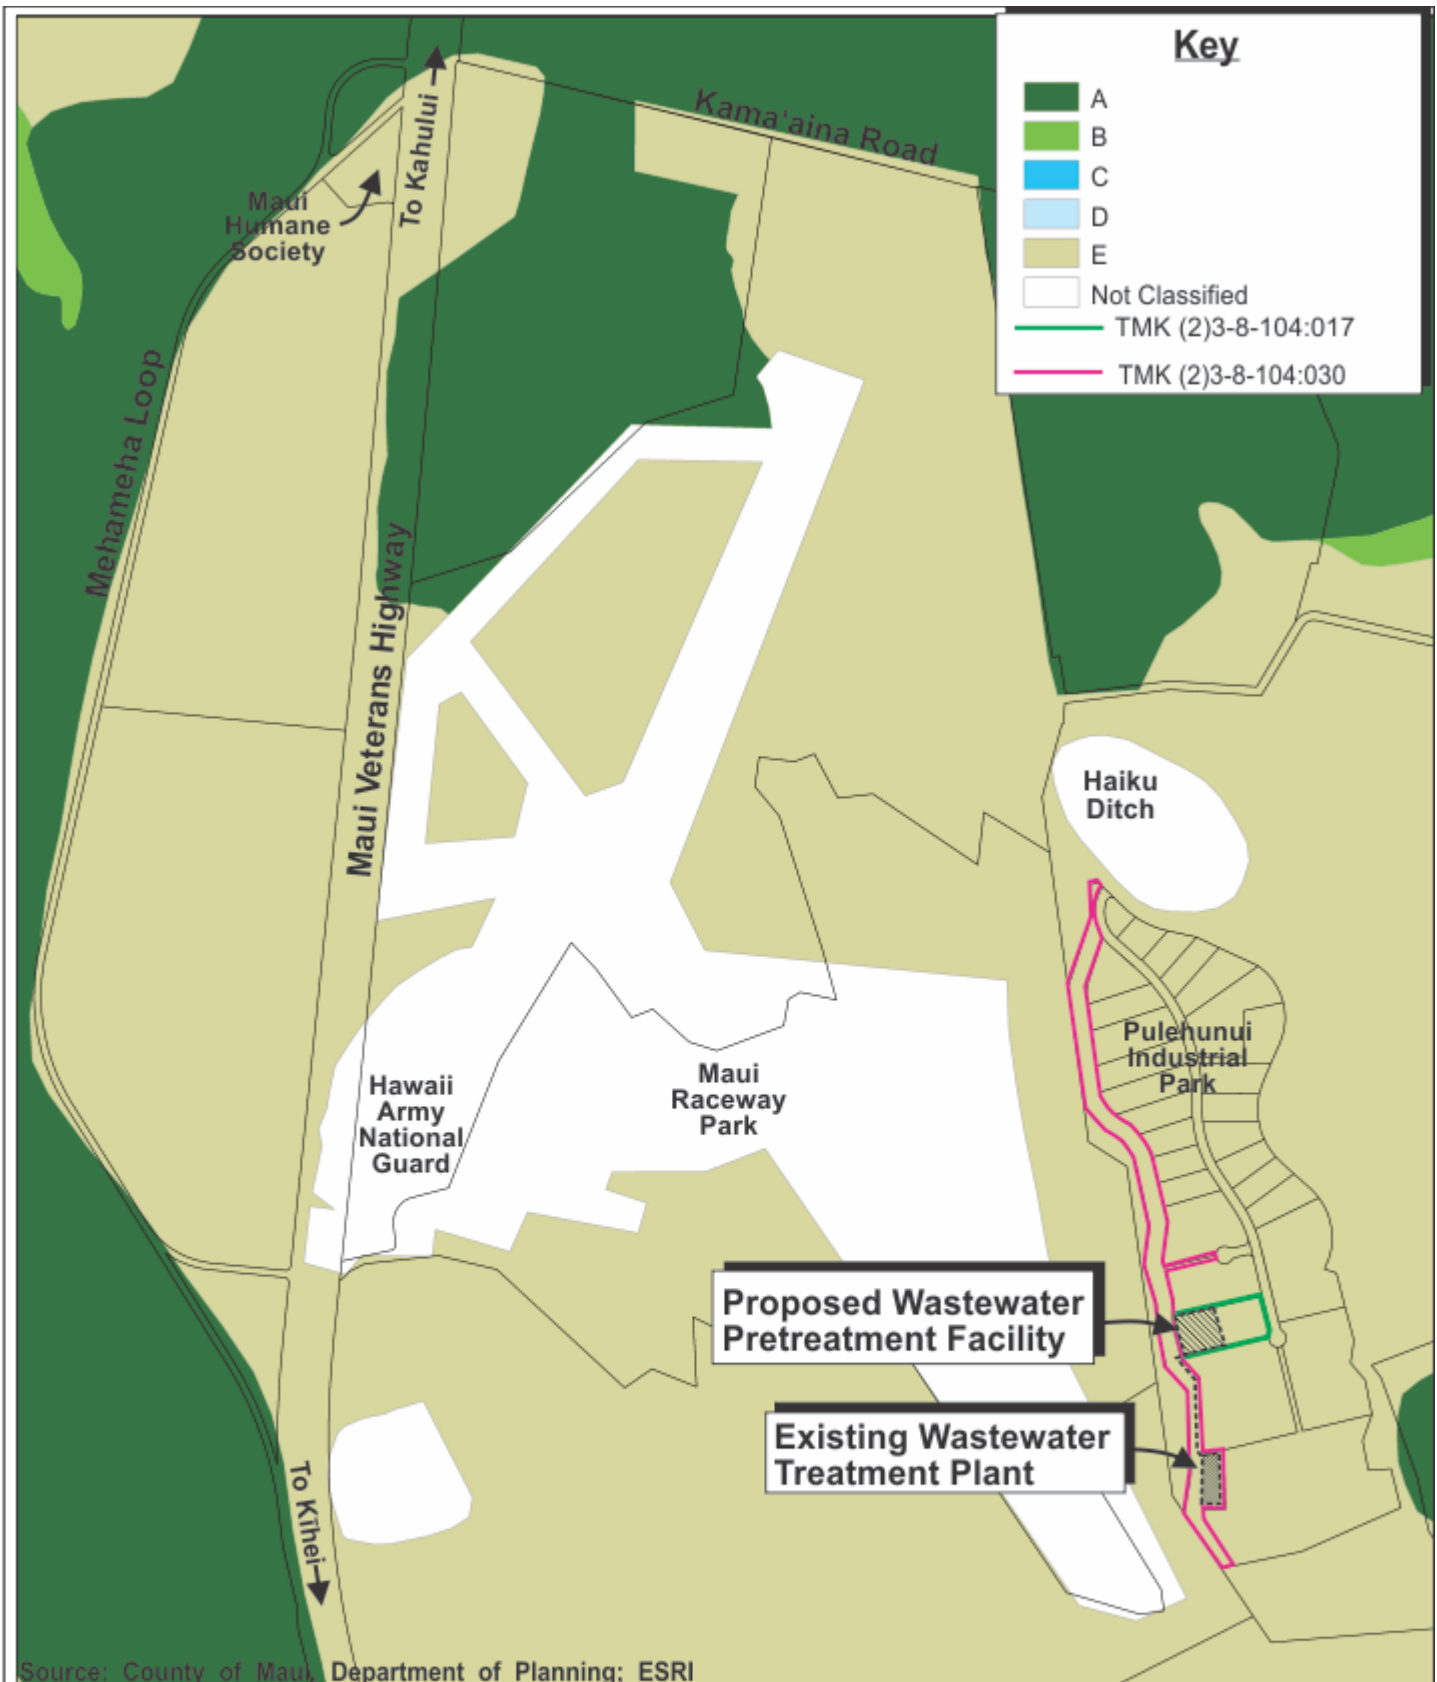 Key
A
B
C
D
E
Not Classified
TMK (2)3-8-104:017
TMK (2)3-8-104:030
To Kahului
Kama'aina Road
Maui
Humane
Society
Mehameha Loop
Maui Veterans Highway
Haiku
Ditch
Pulehunui
Industrial
Park
Hawaii
Army
National
Guard
Maui
Raceway
Park
Proposed Wastewater
Pretreatment Facility
Existing Wastewater
Treatment Plant
To Kīhei
Source: County of Maui, Department of Planning; ESRI